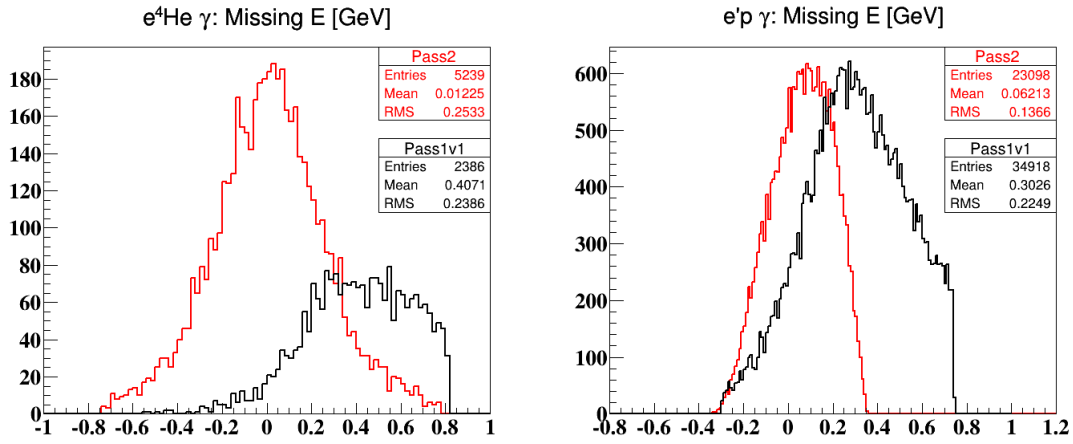 e⁴He γ: Missing E [GeV]
Pass2
Entries 5239
Mean 0.01225
RMS 0.2533
Pass1v1
Entries 2386
Mean 0.4071
RMS 0.2386
180
160
140
120
100
80
60
40
20
0
-1 -0.8 -0.6 -0.4 -0.2 0 0.2 0.4 0.6 0.8 1
e'p γ: Missing E [GeV]
Pass2
Entries 23098
Mean 0.06213
RMS 0.1366
Pass1v1
Entries 34918
Mean 0.3026
RMS 0.2249
600
500
400
300
200
100
0
-0.8 -0.6 -0.4 -0.2 0 0.2 0.4 0.6 0.8 1 1.2